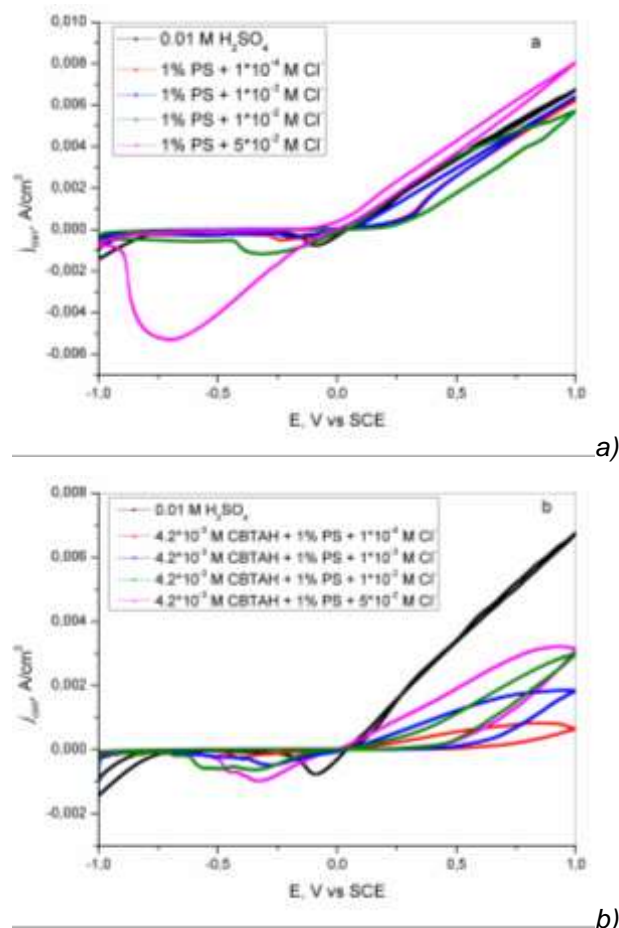 a
0.01 M H₂SO₄
1% PS + 1*10⁻⁴ M Cl⁻
1% PS + 1*10⁻³ M Cl⁻
1% PS + 1*10⁻² M Cl⁻
1% PS + 5*10⁻² M Cl⁻
0,010
0,008
0,006
0,004
0,002
0,000
-0,002
-0,004
-0,006
A/cm²
-1,0 -0,5 0,0 0,5 1,0
E, V vs SCE
a)
b
0.01 M H₂SO₄
4.2*10⁻³ M CBTAH + 1% PS + 1*10⁻⁴ M Cl⁻
4.2*10⁻³ M CBTAH + 1% PS + 1*10⁻³ M Cl⁻
4.2*10⁻³ M CBTAH + 1% PS + 1*10⁻² M Cl⁻
4.2*10⁻³ M CBTAH + 1% PS + 5*10⁻² M Cl⁻
0,008
0,006
0,004
0,002
0,000
-0,002
A/cm²
-1,0 -0,5 0,0 0,5 1,0
E, V vs SCE
b)